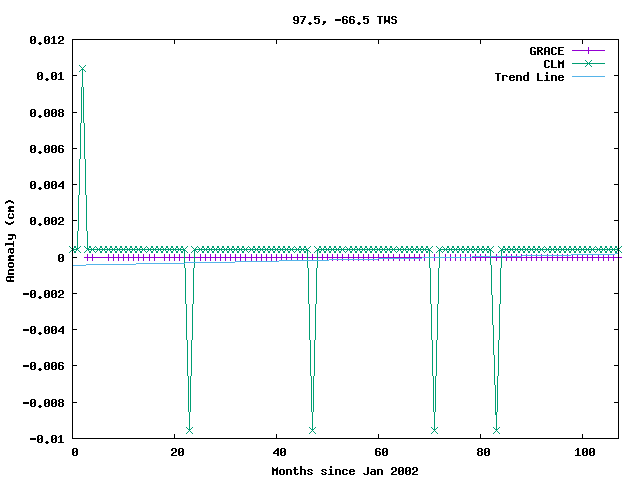 97.5, -66.5 TWS
GRACE
CLM
Trend Line
0.012
0.01
0.008
0.006
0.004
0.002
0
-0.002
-0.004
-0.006
-0.008
-0.01
Anomaly (cm)
0 20 40 60 80 100
Months since Jan 2002